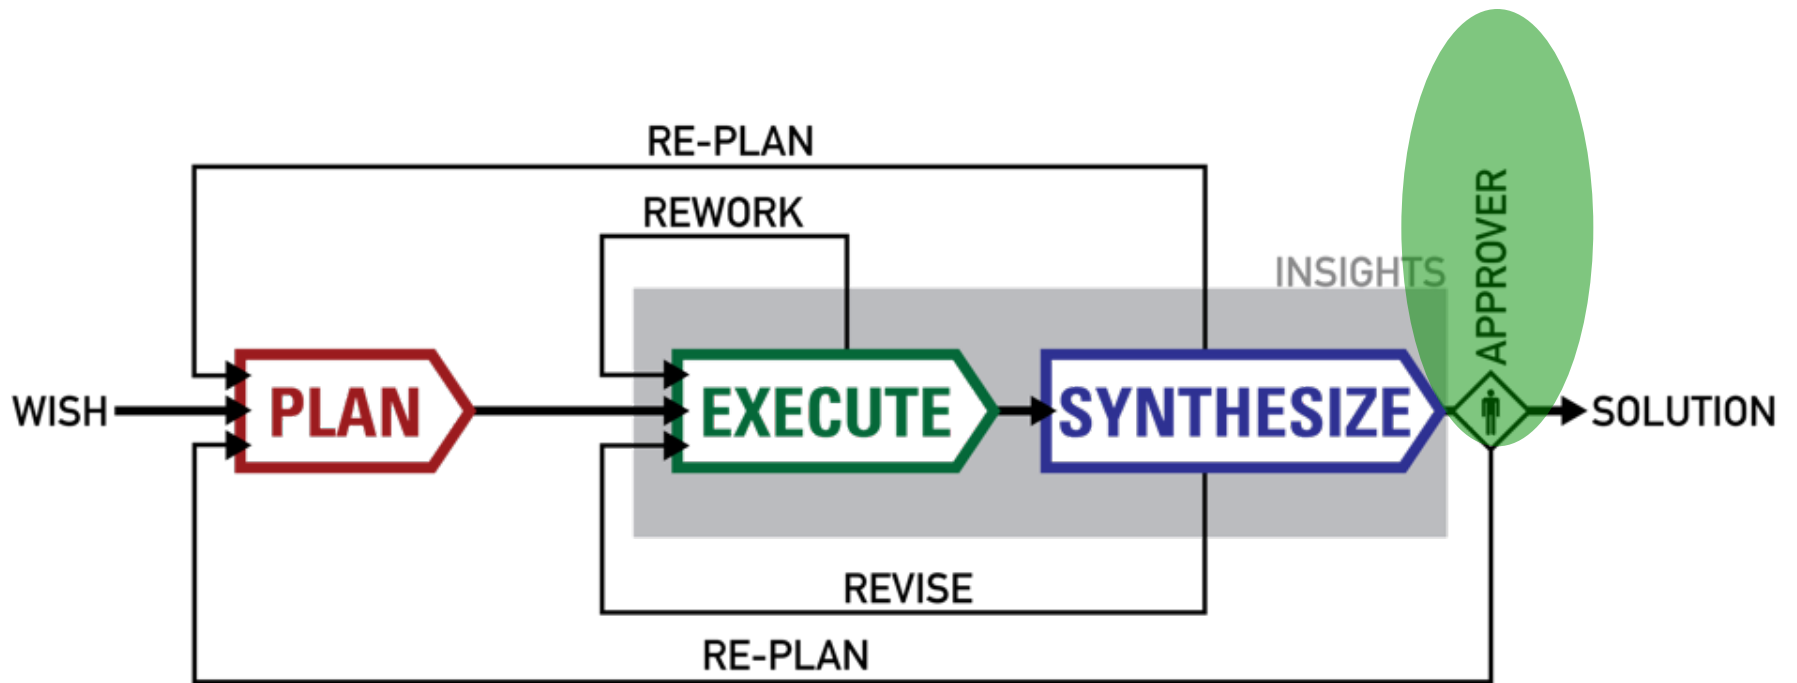 RE-PLAN
REWORK
INSIGHTS
APPROVER
WISH
PLAN
EXECUTE
SYNTHESIZE
SOLUTION
REVISE
RE-PLAN